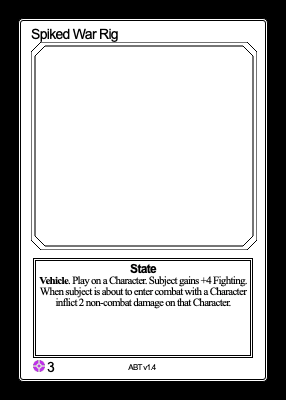 Spiked War Rig
State
Vehicle. Play on a Character. Subject gains +4 Fighting.
When subject is about to enter combat with a Character
inflict 2 non-combat damage on that Character.
3
ABT v1.4